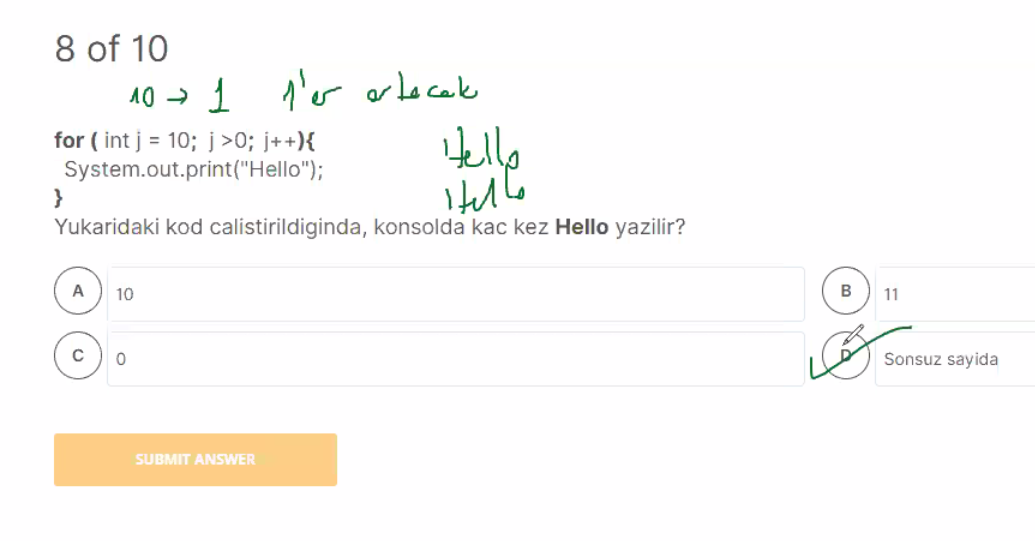 8 of 10
10 → 1 1'er artacak
for ( int j = 10; j >0; j++){
Hello
System.out.print("Hello");
Hello
}
Yukaridaki kod calistirildiginda, konsolda kac kez Hello yazilir?
A 10 B 11
C 0 D Sonsuz sayida
SUBMIT ANSWER